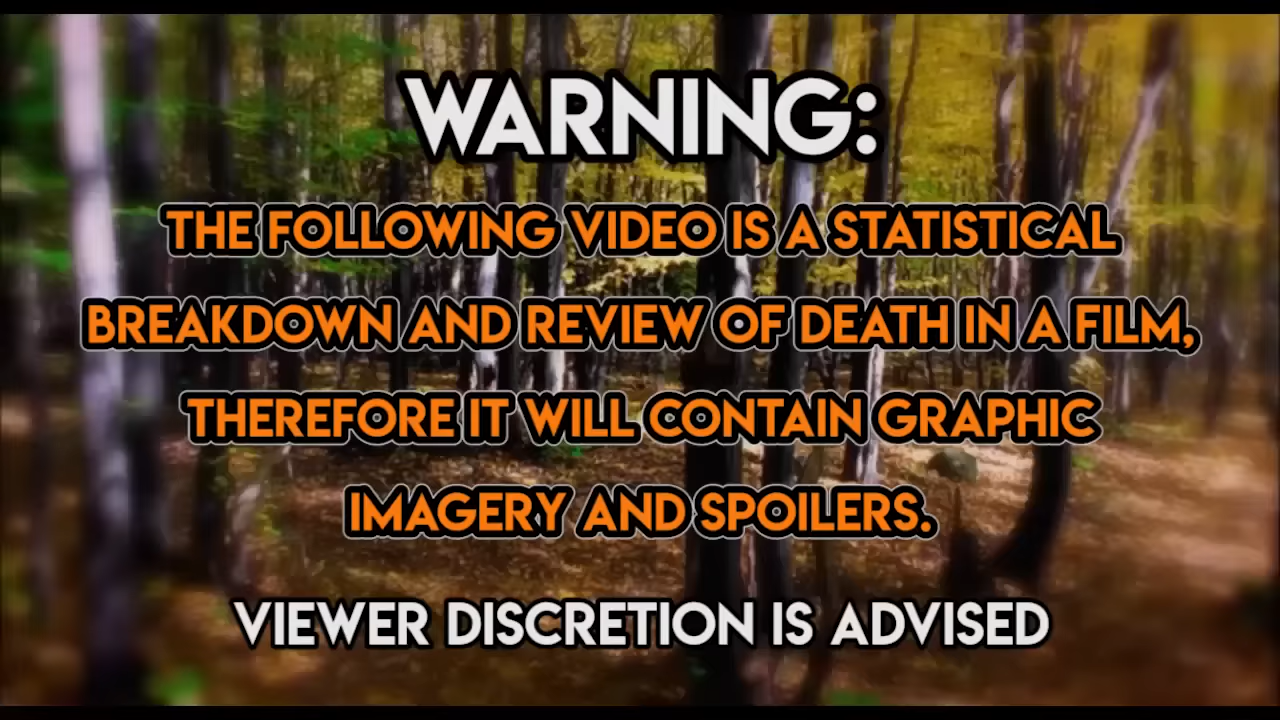 WARNING:
THE FOLLOWING VIDEO IS A STATISTICAL
BREAKDOWN AND REVIEW OF DEATH IN A FILM,
THEREFORE IT WILL CONTAIN GRAPHIC
IMAGERY AND SPOILERS.
VIEWER DISCRETION IS ADVISED